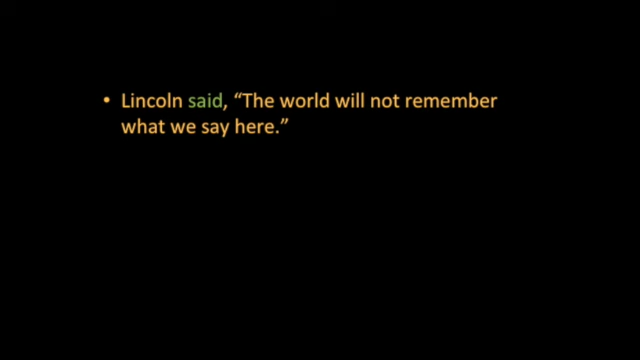 • Lincoln said, “The world will not remember
what we say here.”